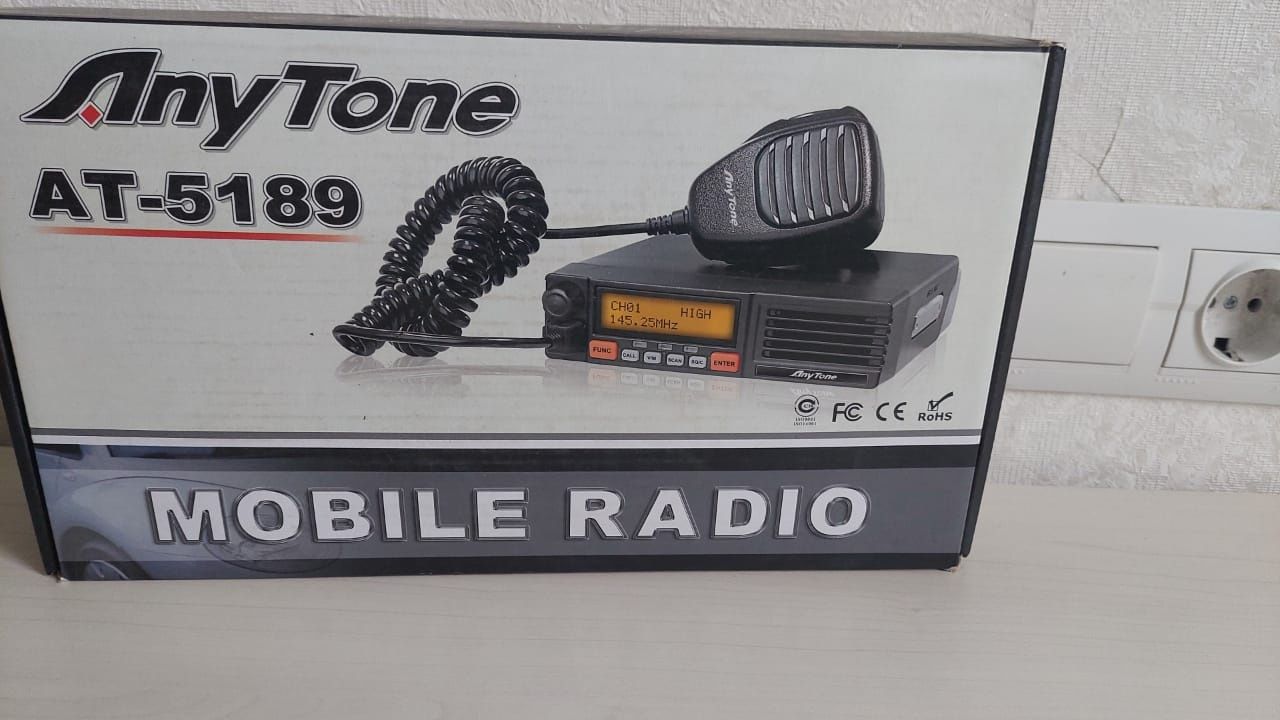 AnyTone
AT-5189
AnyTone
CH01 HIGH
145.25MHz
FUNC CALL V/M SCAN SQ/C ENTER
AnyTone
FC CE RoHS
MOBILE RADIO